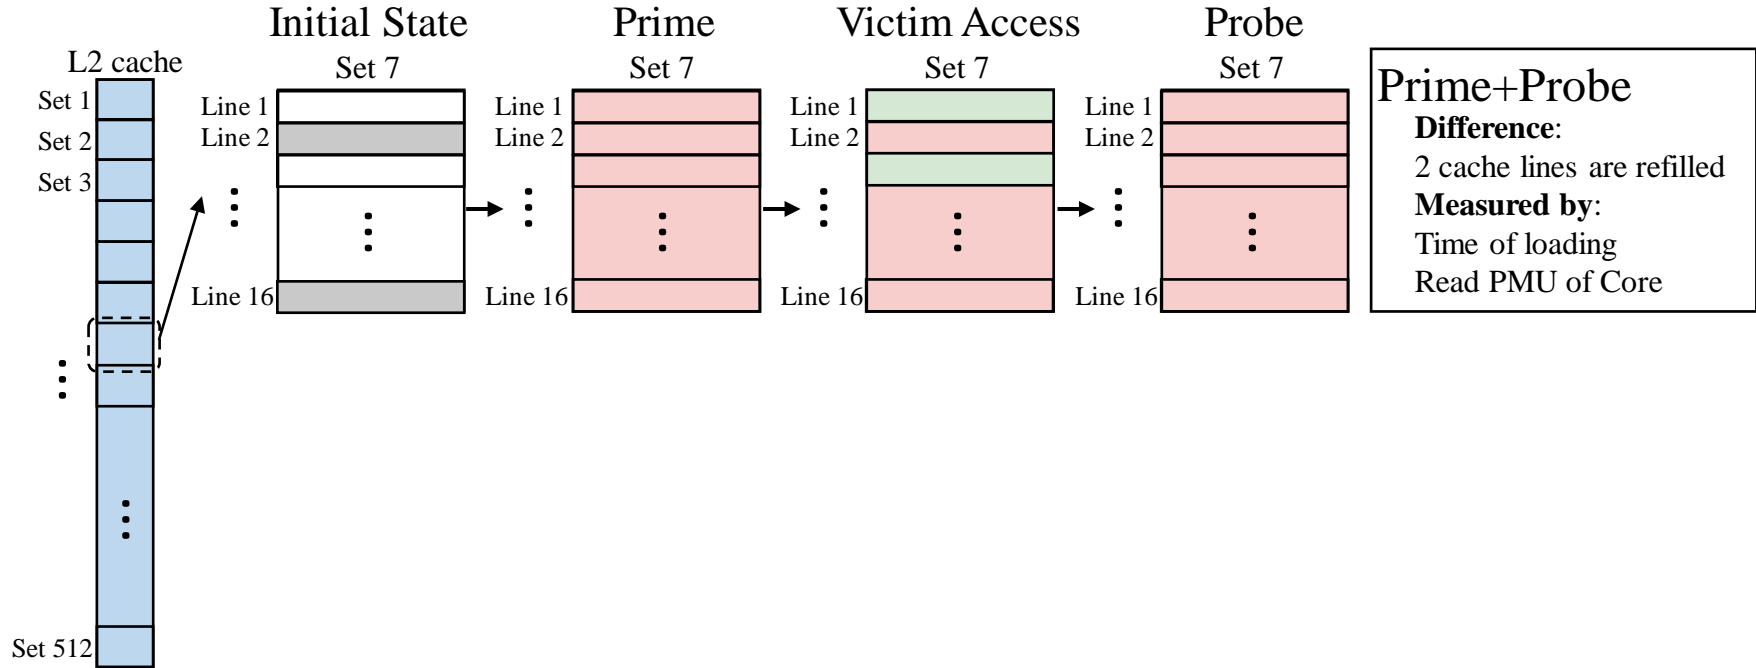 Initial State
Prime
Victim Access
Probe
L2 cache
Set 7
Set 7
Set 7
Set 7
Set 1
Set 2
Set 3
Set 512
Line 1
Line 2
Line 16
Line 1
Line 2
Line 16
Line 1
Line 2
Line 16
Line 1
Line 2
Line 16
Prime+Probe
Difference:
2 cache lines are refilled
Measured by:
Time of loading
Read PMU of Core